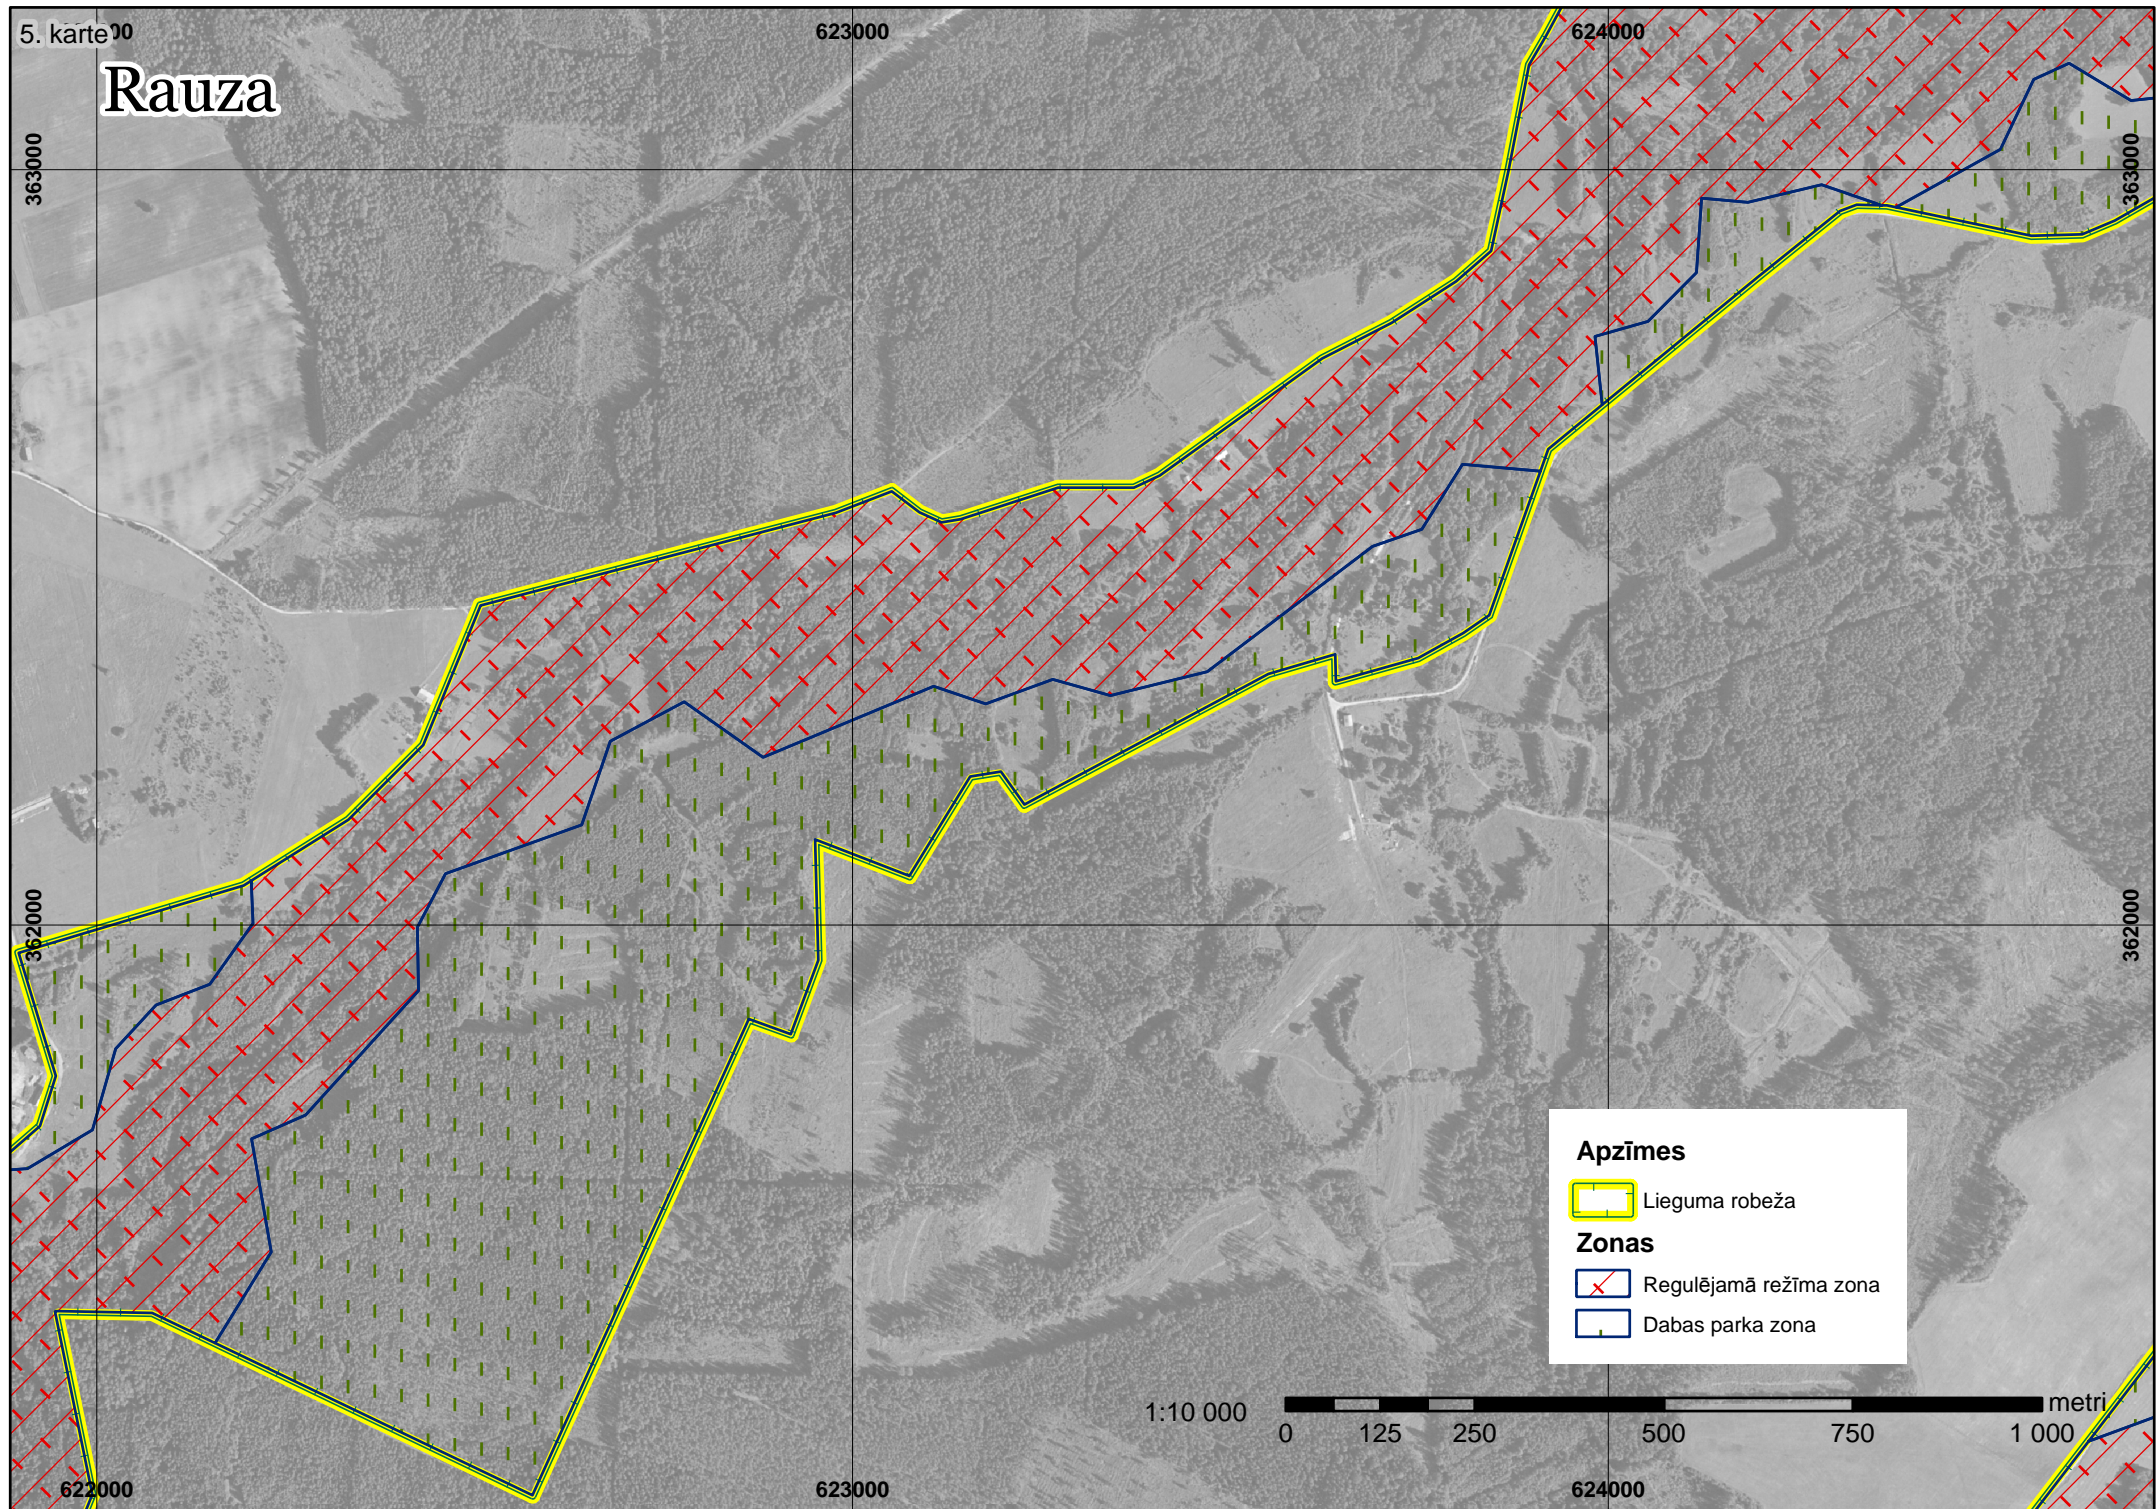 5. karte
Rauza
00
623000
624000
363000
363000
362000
362000
Apzīmes
Lieguma robeža
Zonas
Regulējamā režīma zona
Dabas parka zona
1:10 000
metri
0 125 250 500 750 1 000
622000
623000
624000